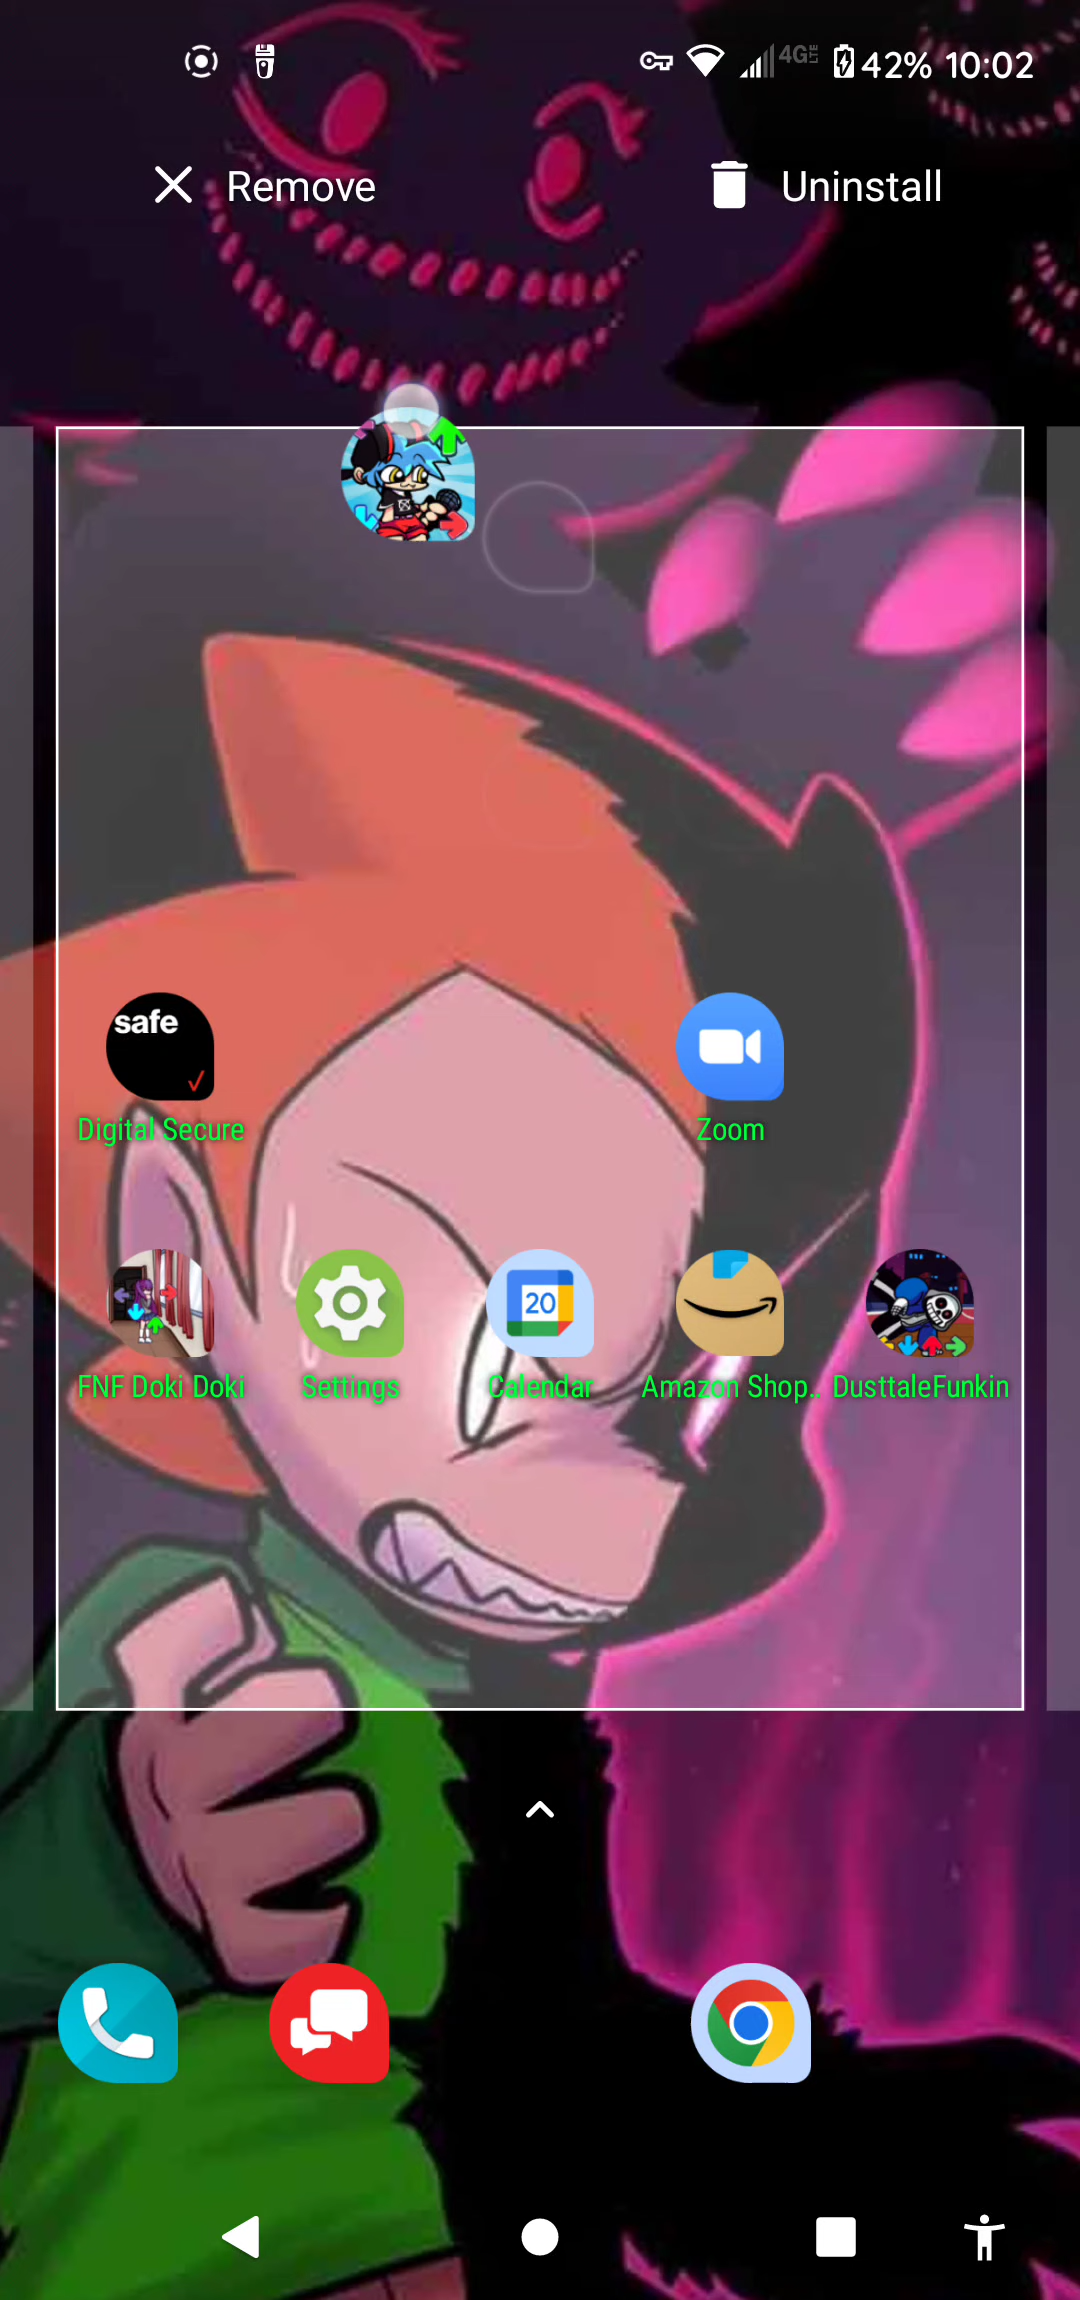 4G LTE 42% 10:02
Remove Uninstall
safe
Digital Secure Zoom
20
FNF Doki Doki Settings Calendar Amazon Shop.. DusttaleFunkin